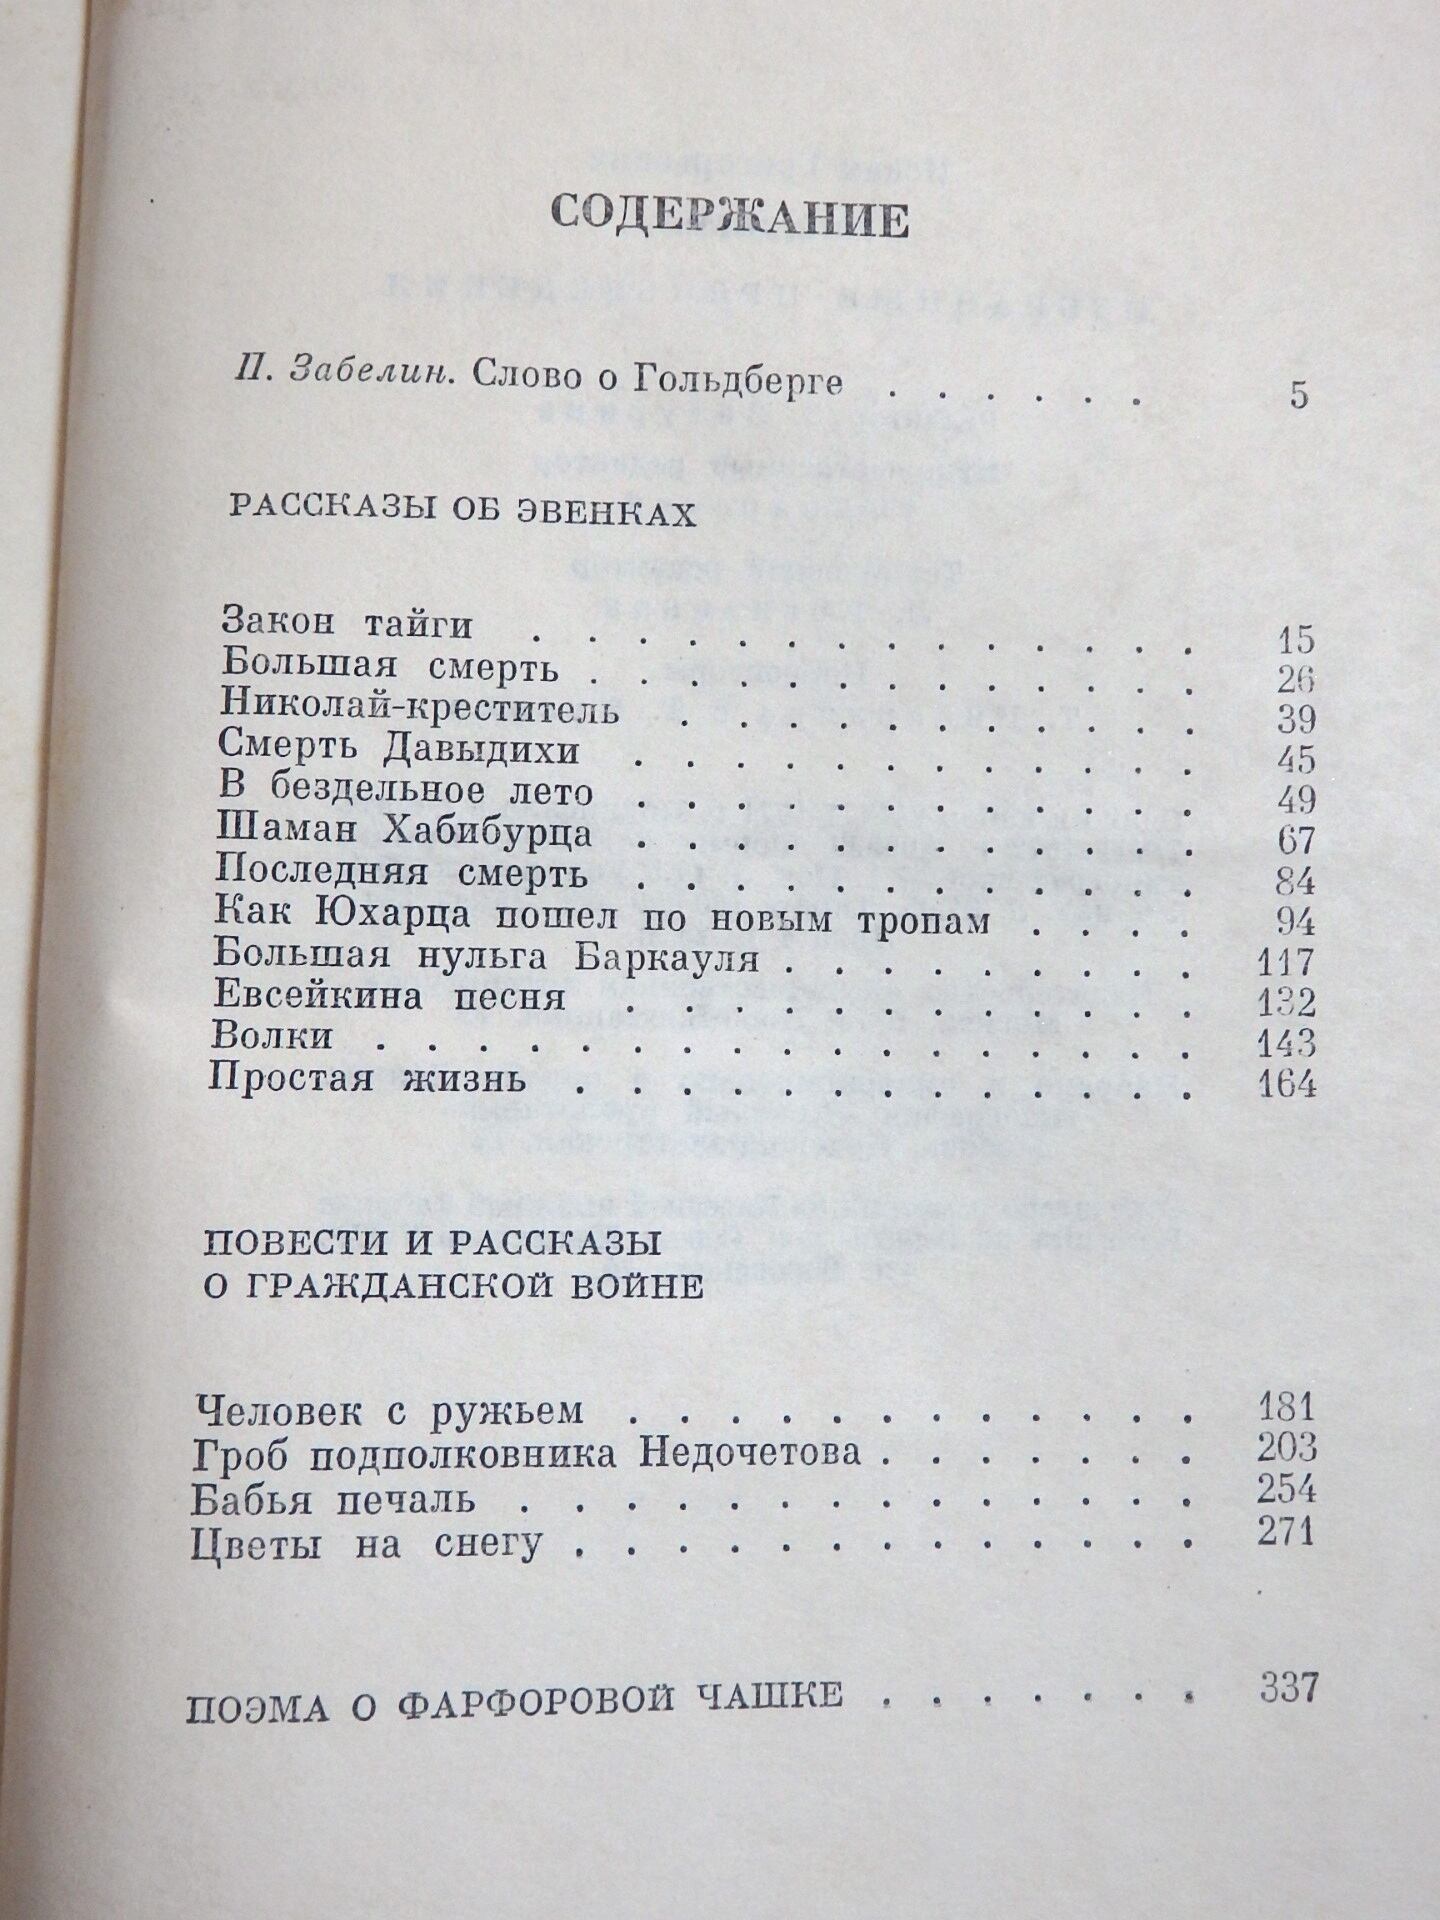 СОДЕРЖАНИЕ
П. Забелин. Слово о Гольдберге . . . . . . 5
РАССКАЗЫ ОБ ЭВЕНКАХ
Закон тайги . . . . . . . . . . . . . . 15
Большая смерть . . . . . . . . . . . . . 26
Николай-креститель . . . . . . . . . . . 39
Смерть Давыдихи . . . . . . . . . . . . 45
В бездельное лето . . . . . . . . . . . . 49
Шаман Хабибурца . . . . . . . . . . . . 67
Последняя смерть . . . . . . . . . . . . 84
Как Юхарца пошел по новым тропам . . . . 94
Большая нульга Баркауля . . . . . . . . . 117
Евсейкина песня . . . . . . . . . . . . 132
Волки . . . . . . . . . . . . . . . . . 143
Простая жизнь . . . . . . . . . . . . . 164
ПОВЕСТИ И РАССКАЗЫ
О ГРАЖДАНСКОЙ ВОЙНЕ
Человек с ружьем . . . . . . . . . . . . 181
Гроб подполковника Недочетова . . . . . . . 203
Бабья печаль . . . . . . . . . . . . . . 254
Цветы на снегу . . . . . . . . . . . . . 271
ПОЭМА О ФАРФОРОВОЙ ЧАШКЕ . . . . . . . 337